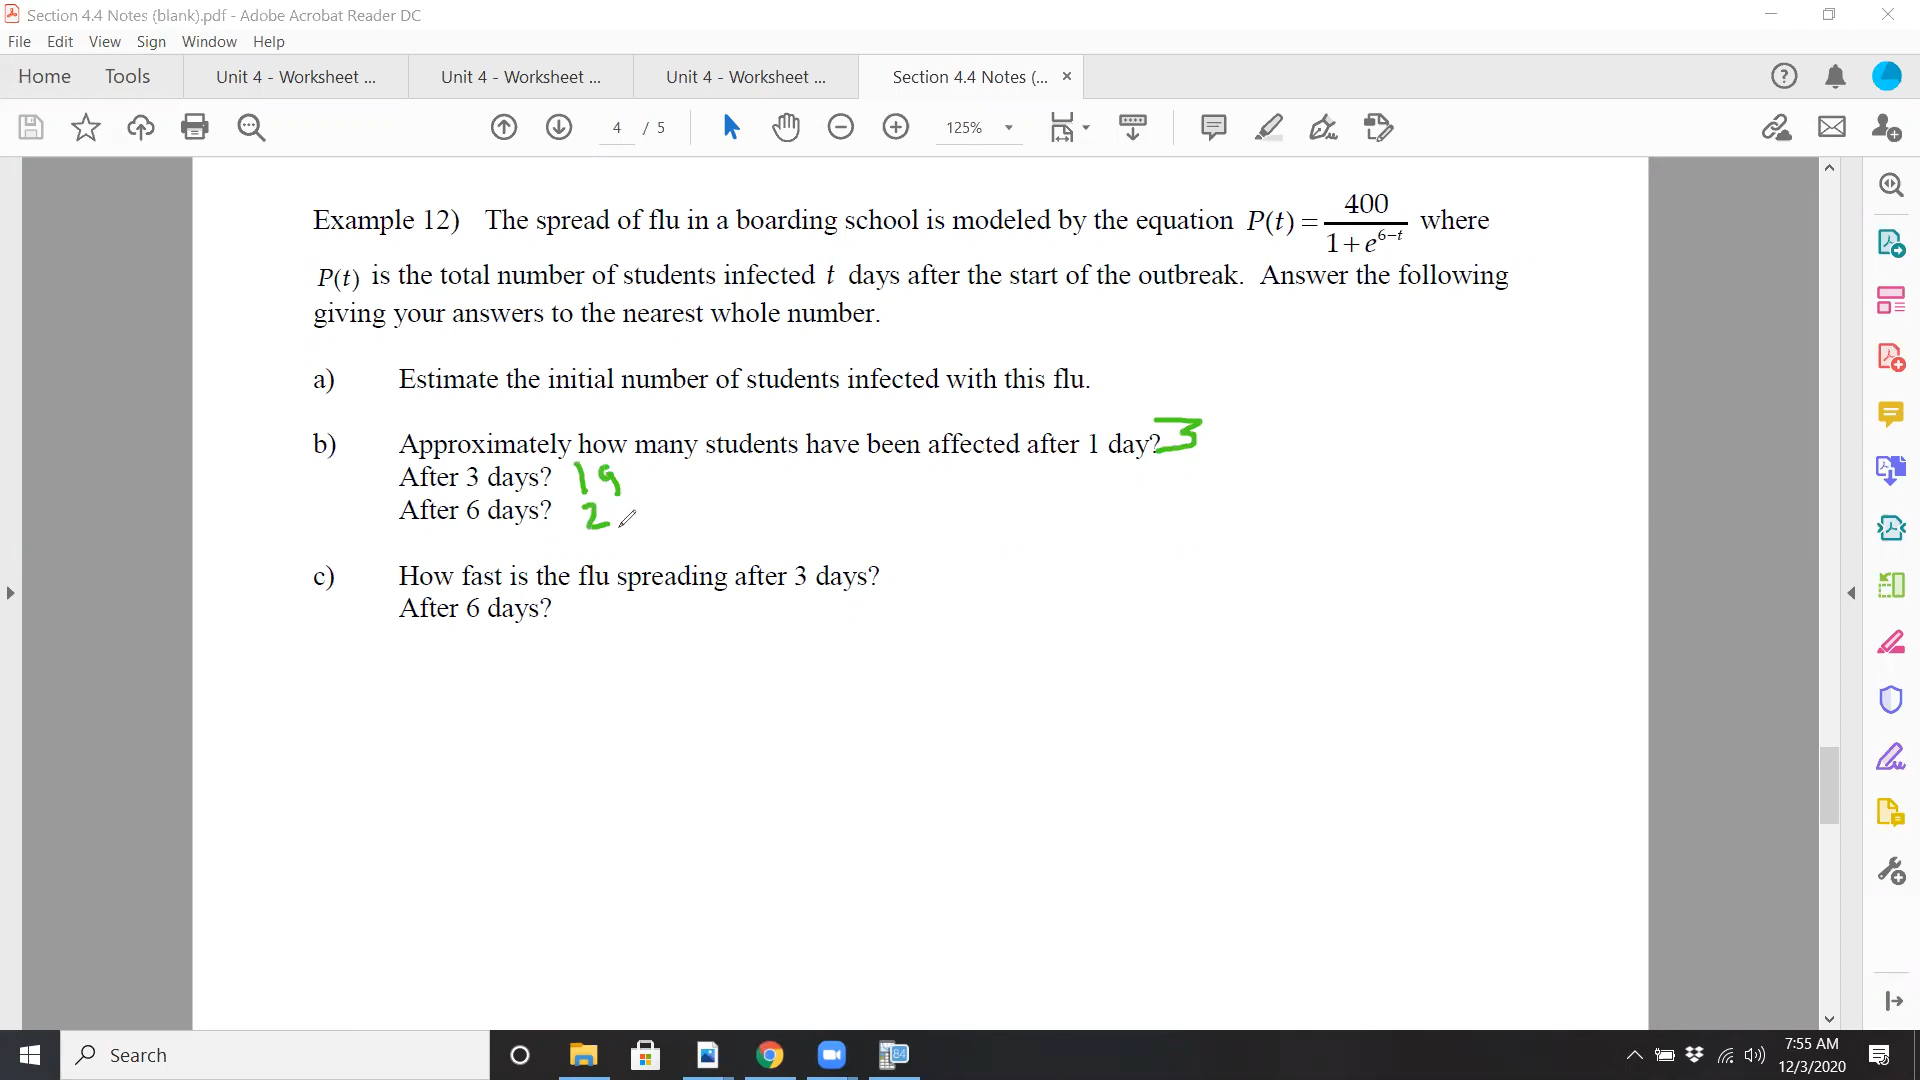 Section 4.4 Notes (blank).pdf - Adobe Acrobat Reader DC
File Edit View Sign Window Help
Home Tools Unit 4 - Worksheet ... Unit 4 - Worksheet ... Unit 4 - Worksheet ... Section 4.4 Notes (... ×
4 / 5 125%
Example 12) The spread of flu in a boarding school is modeled by the equation P(t) = 400 / (1 + e^(6−t)) where
P(t) is the total number of students infected t days after the start of the outbreak. Answer the following
giving your answers to the nearest whole number.
a) Estimate the initial number of students infected with this flu.
b) Approximately how many students have been affected after 1 day? 3
After 3 days? 19
After 6 days? 2
c) How fast is the flu spreading after 3 days?
After 6 days?
Search
84
7:55 AM
12/3/2020